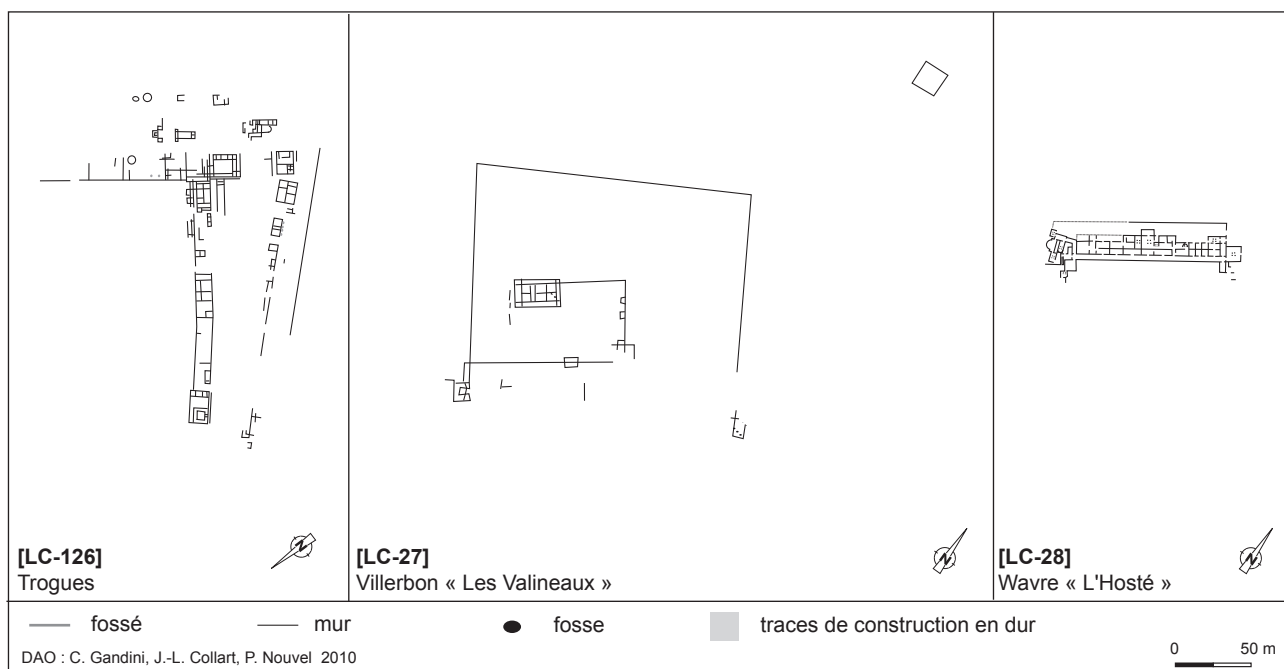 N
[LC-126]
Trogues
N
[LC-27]
Villerbon « Les Valineaux »
N
[LC-28]
Wavre « L'Hosté »
fossé
mur
fosse
traces de construction en dur
DAO : C. Gandini, J.-L. Collart, P. Nouvel 2010
0 50 m